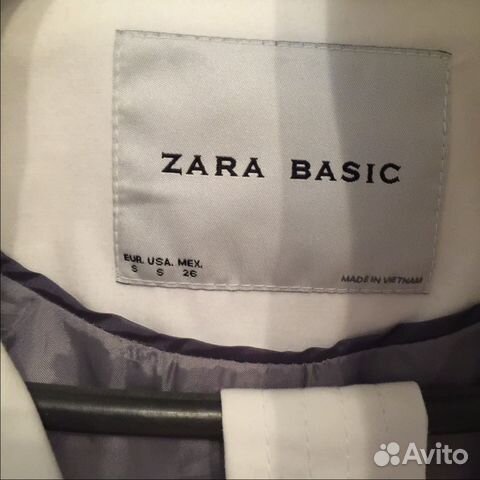 ZARA BASIC
EUR. USA. MEX.
S S 26
MADE IN VIETNAM
Avito